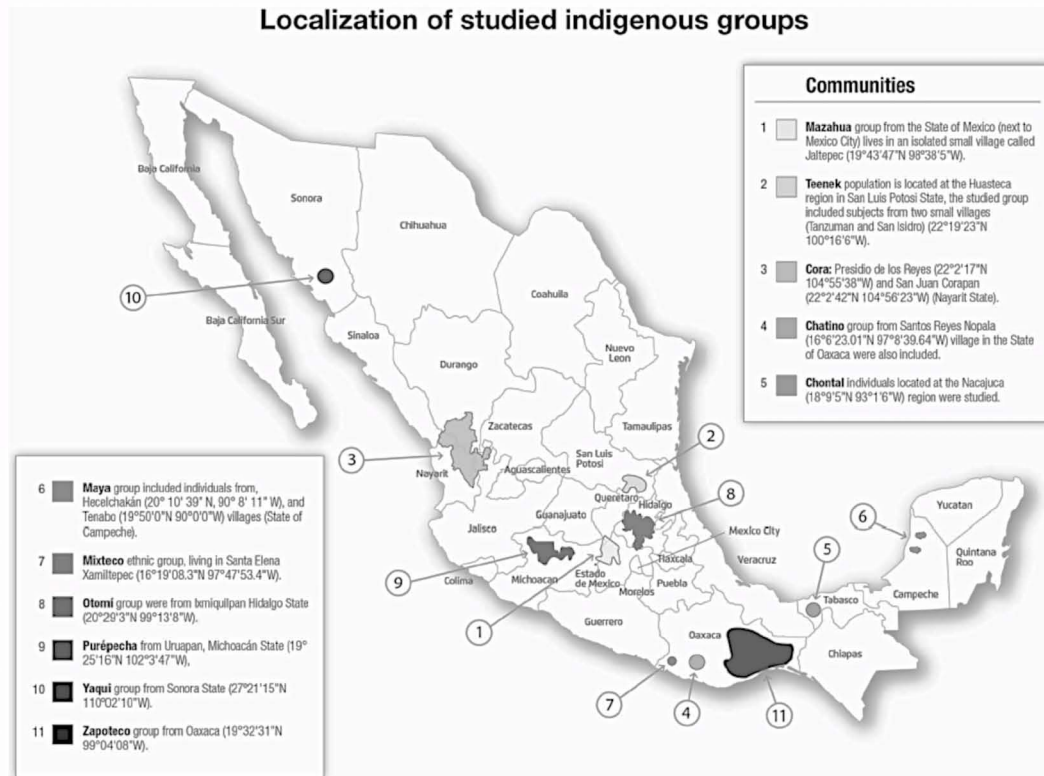 Localization of studied indigenous groups
Communities
1 Mazahua group from the State of Mexico (next to
Mexico City) lives in an isolated small village called
Jaltepec (19°43'47"N 98°38'5"W).
2 Teenek population is located at the Huasteca
region in San Luis Potosi State, the studied group
included subjects from two small villages
(Tanzuman and San Isidro) (22°19'23"N
100°16'6"W).
3 Cora: Presidio de los Reyes (22°2'17"N
104°55'38"W) and San Juan Corapan
(22°2'42"N 104°56'23"W) (Nayarit State).
4 Chatino group from Santos Reyes Nopala
(16°6'23.01"N 97°8'39.64"W) village in the State
of Oaxaca were also included.
5 Chontal individuals located at the Nacajuca
(18°9'5"N 93°1'6"W) region were studied.
Baja California
Sonora
Chihuahua
10
Coahuila
Baja California Sur
Sinaloa
Nuevo
Leon
Durango
Zacatecas
Tamaulipas
2
San Luis
Potosi
3
Nayarit
Aguascalientes
Queretaro
Hidalgo
8
Guanajuato
Jalisco
Mexico City
Veracruz
Tlaxcala
9
Colima
Michoacan
Estado
de Mexico
Puebla
Morelos
1
Guerrero
Oaxaca
7
4
11
5
Tabasco
6
Yucatan
Quintana
Roo
Campeche
Chiapas
6 Maya group included individuals from,
Hecelchakán (20° 10' 39" N, 90° 8' 11" W), and
Tenabo (19°50'0"N 90°0'0"W) villages (State of
Campeche).
7 Mixteco ethnic group, living in Santa Elena
Xamiltepec (16°19'08.3"N 97°47'53.4"W).
8 Otomí group were from Ixmiquilpan Hidalgo State
(20°29'3"N 99°13'8"W).
9 Purépecha from Uruapan, Michoacán State (19°
25'16"N 102°3'47"W),
10 Yaqui group from Sonora State (27°21'15"N
110°02'10"W).
11 Zapoteco group from Oaxaca (19°32'31"N
99°04'08"W).